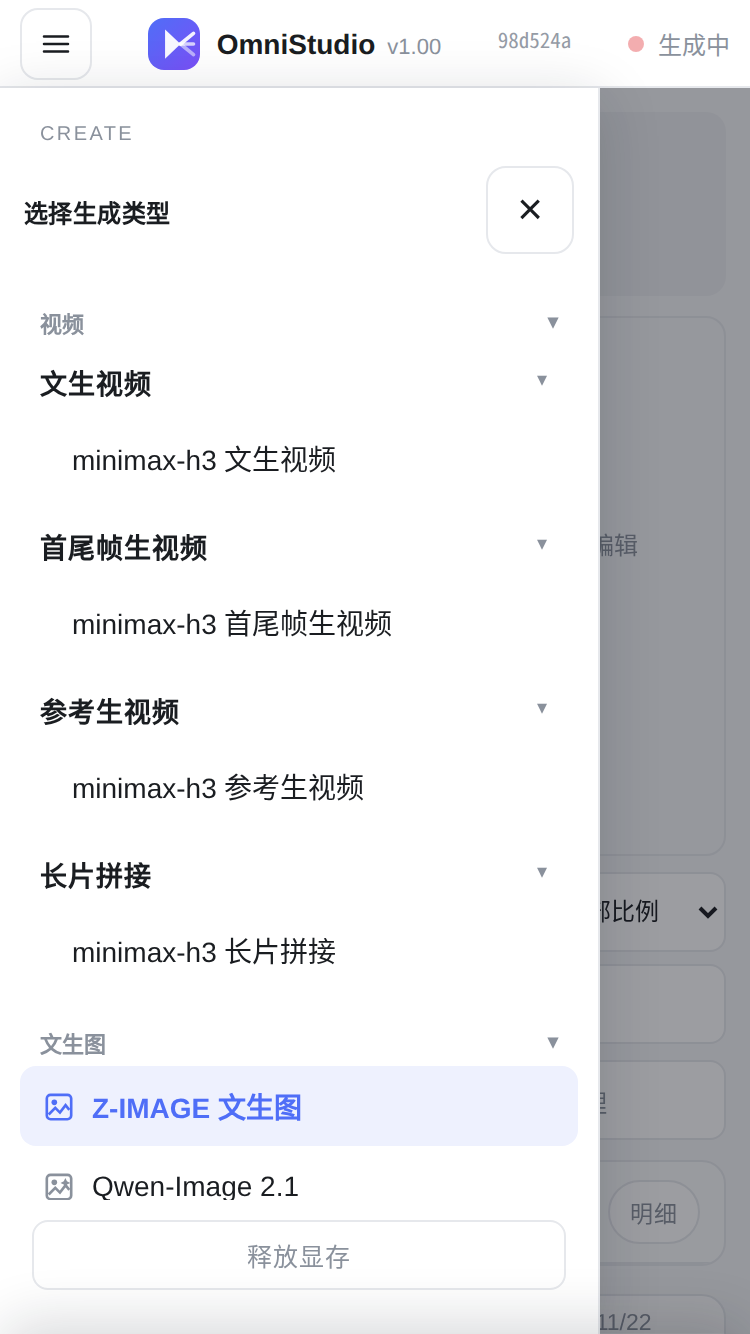 OmniStudio v1.00 98d524a 生成中
CREATE
选择生成类型
视频
文生视频
minimax-h3 文生视频
首尾帧生视频
编辑
minimax-h3 首尾帧生视频
参考生视频
minimax-h3 参考生视频
长片拼接
部比例
minimax-h3 长片拼接
文生图
Z-IMAGE 文生图
Qwen-Image 2.1
明细
释放显存
11/22